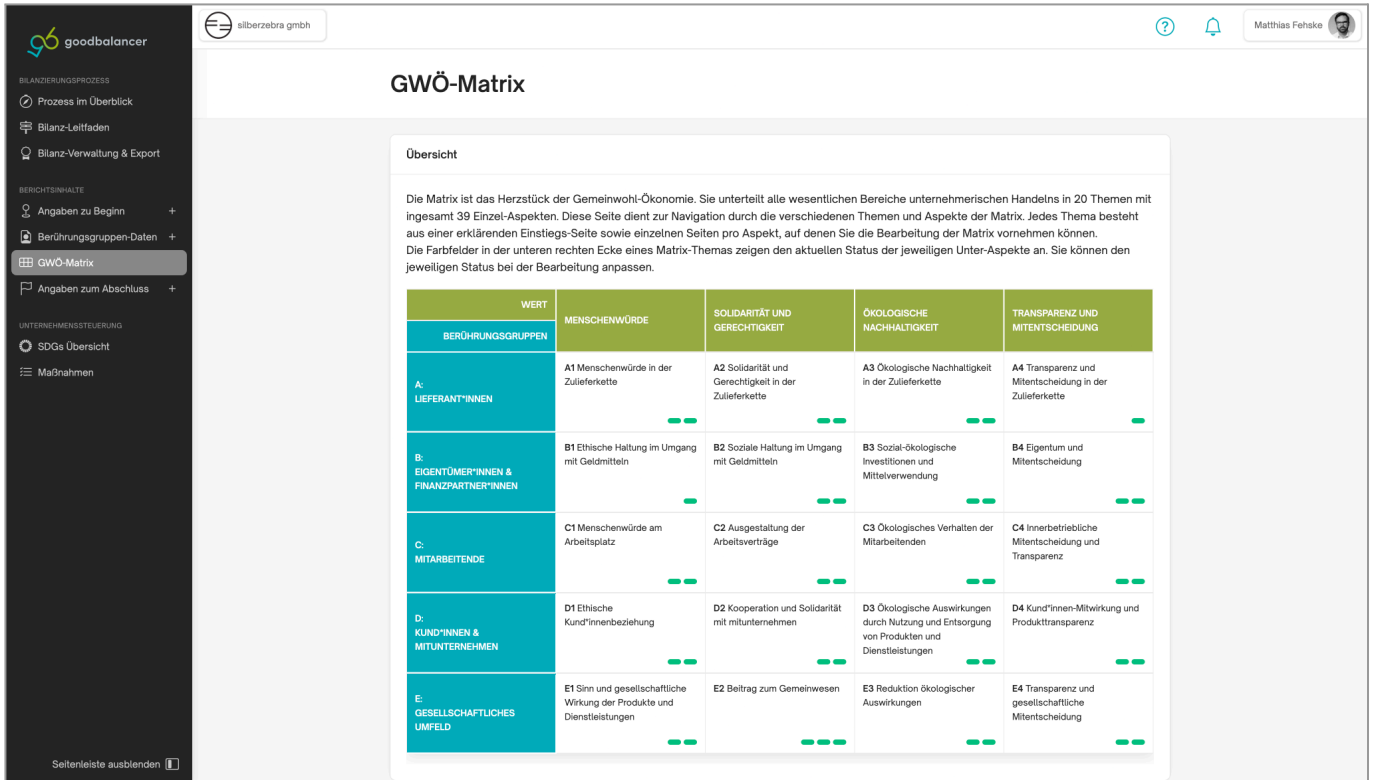 goodbalancer
silberzebra gmbh
?
Matthias Fehske
BILANZIERUNGSPROZESS
Prozess im Überblick
Bilanz-Leitfaden
Bilanz-Verwaltung & Export
BERICHTSINHALTE
Angaben zu Beginn +
Berührungsgruppen-Daten +
GWÖ-Matrix
Angaben zum Abschluss +
UNTERNEHMENSSTEUERUNG
SDGs Übersicht
Maßnahmen
Seitenleiste ausblenden
GWÖ-Matrix
Übersicht
Die Matrix ist das Herzstück der Gemeinwohl-Ökonomie. Sie unterteilt alle wesentlichen Bereiche unternehmerischen Handelns in 20 Themen mit
ingesamt 39 Einzel-Aspekten. Diese Seite dient zur Navigation durch die verschiedenen Themen und Aspekte der Matrix. Jedes Thema besteht
aus einer erklärenden Einstiegs-Seite sowie einzelnen Seiten pro Aspekt, auf denen Sie die Bearbeitung der Matrix vornehmen können.
Die Farbfelder in der unteren rechten Ecke eines Matrix-Themas zeigen den aktuellen Status der jeweiligen Unter-Aspekte an. Sie können den
jeweiligen Status bei der Bearbeitung anpassen.
WERT
BERÜHRUNGSGRUPPEN
MENSCHENWÜRDE
SOLIDARITÄT UND
GERECHTIGKEIT
ÖKOLOGISCHE
NACHHALTIGKEIT
TRANSPARENZ UND
MITENTSCHEIDUNG
A:
LIEFERANT*INNEN
A1 Menschenwürde in der
Zulieferkette
A2 Solidarität und
Gerechtigkeit in der
Zulieferkette
A3 Ökologische Nachhaltigkeit
in der Zulieferkette
A4 Transparenz und
Mitentscheidung in der
Zulieferkette
B:
EIGENTÜMER*INNEN &
FINANZPARTNER*INNEN
B1 Ethische Haltung im Umgang
mit Geldmitteln
B2 Soziale Haltung im Umgang
mit Geldmitteln
B3 Sozial-ökologische
Investitionen und
Mittelverwendung
B4 Eigentum und
Mitentscheidung
C:
MITARBEITENDE
C1 Menschenwürde am
Arbeitsplatz
C2 Ausgestaltung der
Arbeitsverträge
C3 Ökologisches Verhalten der
Mitarbeitenden
C4 Innerbetriebliche
Mitentscheidung und
Transparenz
D:
KUND*INNEN &
MITUNTERNEHMEN
D1 Ethische
Kund*innenbeziehung
D2 Kooperation und Solidarität
mit mitunternehmen
D3 Ökologische Auswirkungen
durch Nutzung und Entsorgung
von Produkten und
Dienstleistungen
D4 Kund*innen-Mitwirkung und
Produkttransparenz
E:
GESELLSCHAFTLICHES
UMFELD
E1 Sinn und gesellschaftliche
Wirkung der Produkte und
Dienstleistungen
E2 Beitrag zum Gemeinwesen
E3 Reduktion ökologischer
Auswirkungen
E4 Transparenz und
gesellschaftliche
Mitentscheidung